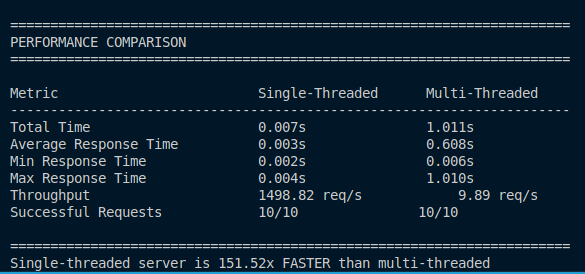 ======================================================================
PERFORMANCE COMPARISON
======================================================================
Metric                         Single-Threaded      Multi-Threaded
----------------------------------------------------------------------
Total Time                     0.007s               1.011s
Average Response Time          0.003s               0.608s
Min Response Time              0.002s               0.006s
Max Response Time              0.004s               1.010s
Throughput                     1498.82 req/s            9.89 req/s
Successful Requests            10/10               10/10
======================================================================
Single-threaded server is 151.52x FASTER than multi-threaded